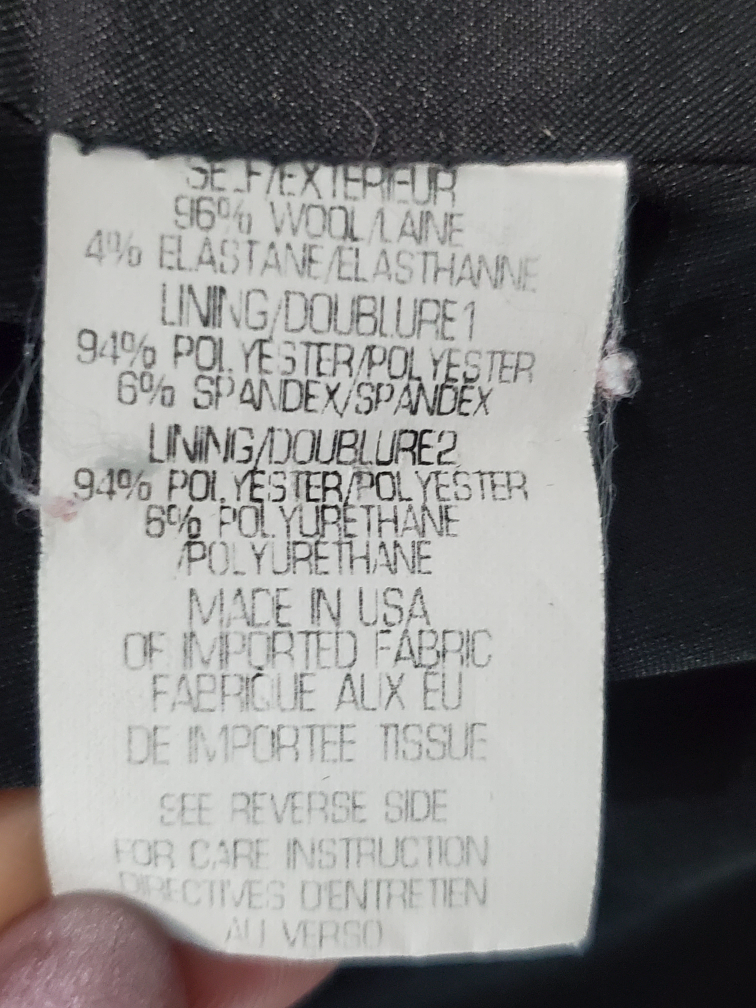 SELF/EXTERIEUR
96% WOOL/LAINE
4% ELASTANE/ELASTHANNE
LINING/DOUBLURE1
94% POLYESTER/POLYESTER
6% SPANDEX/SPANDEX
LINING/DOUBLURE2
94% POLYESTER/POLYESTER
6% POLYURETHANE
/POLYURETHANE
MADE IN USA
OF IMPORTED FABRIC
FABRIQUE AUX EU
DE IMPORTEE TISSUE
SEE REVERSE SIDE
FOR CARE INSTRUCTION
DIRECTIVES D'ENTRETIEN
AU VERSO